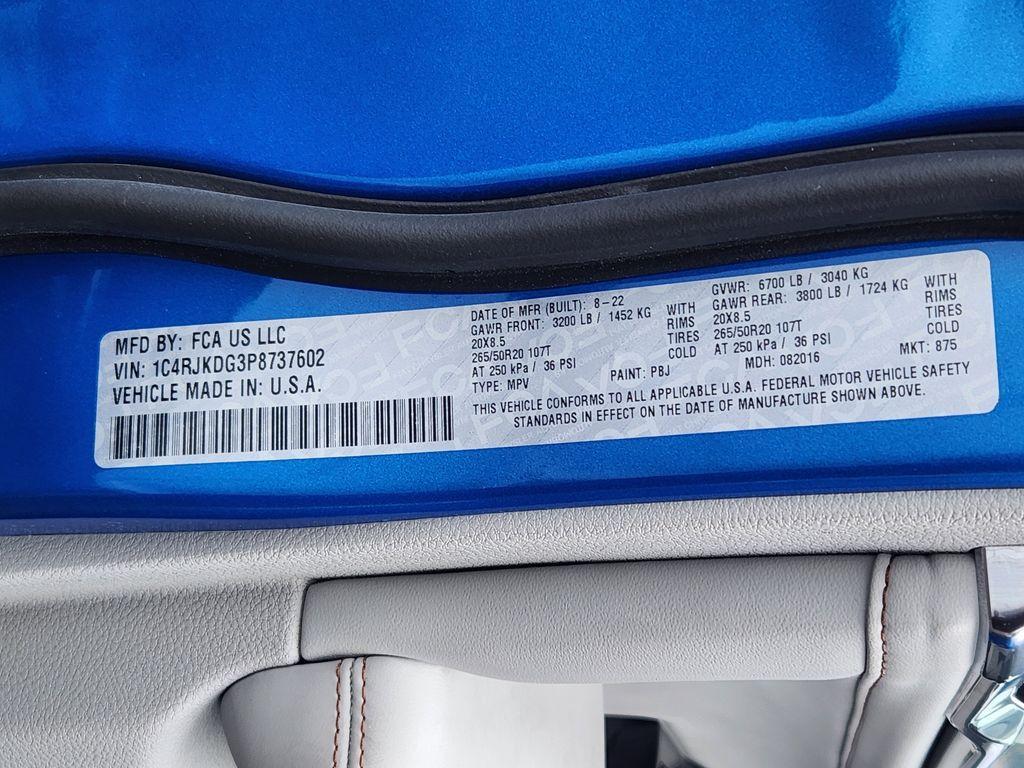 MFD BY: FCA US LLC
VIN: 1C4RJKDG3P8737602
VEHICLE MADE IN: U.S.A.
DATE OF MFR (BUILT): 8-22
GAWR FRONT: 3200 LB / 1452 KG WITH
20X8.5 RIMS
265/50R20 107T TIRES
AT 250 kPa / 36 PSI COLD
TYPE: MPV PAINT: PBJ
GVWR: 6700 LB / 3040 KG
GAWR REAR: 3800 LB / 1724 KG WITH
20X8.5 RIMS
265/50R20 107T TIRES
AT 250 kPa / 36 PSI COLD
MDH: 082016 MKT: 875
THIS VEHICLE CONFORMS TO ALL APPLICABLE U.S.A. FEDERAL MOTOR VEHICLE SAFETY
STANDARDS IN EFFECT ON THE DATE OF MANUFACTURE SHOWN ABOVE.